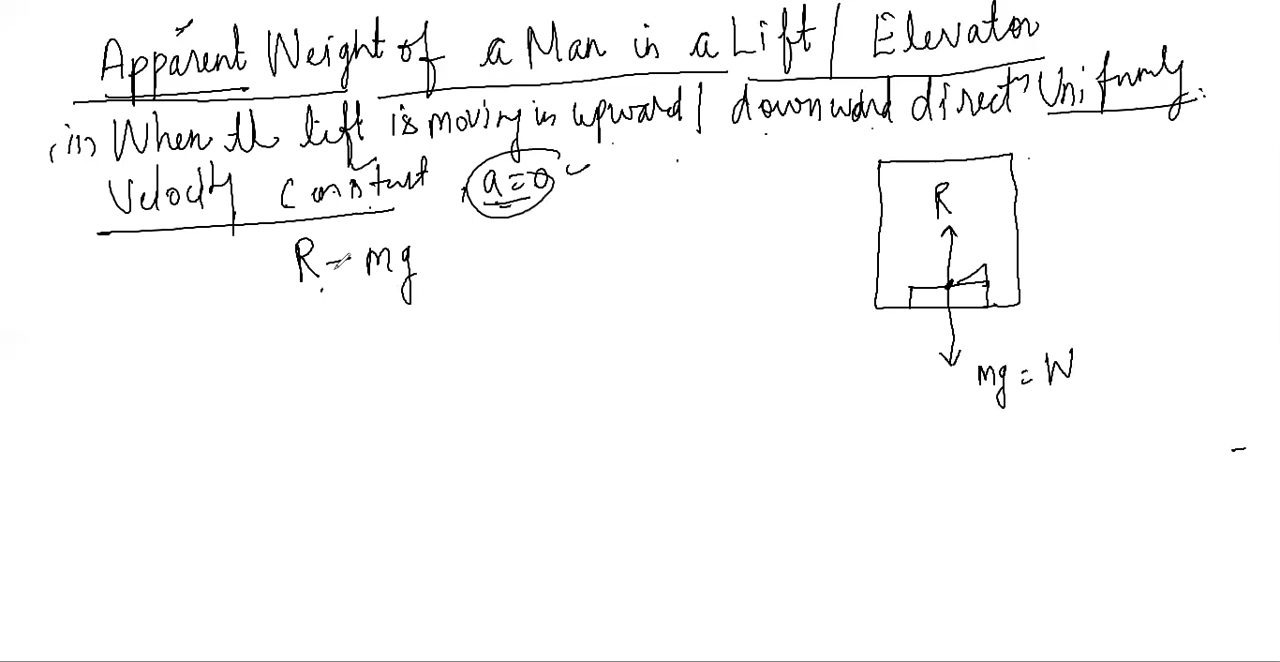 Apparent Weight of a Man in a Lift / Elevator
(ii) When the lift is moving in upward / downward directn Uniformly.
Velocity constant, a = 0
R = mg
R
mg = W